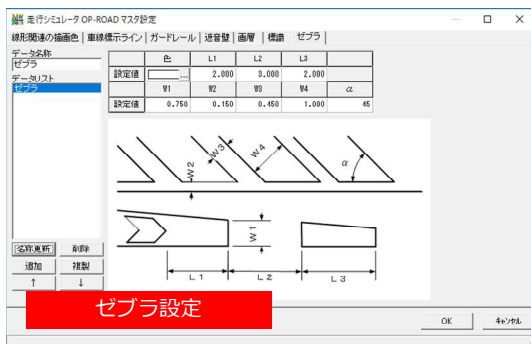 走行シミュレータ OP-ROAD マスタ設定
線形関連の描画色 車線標示ライン ガードレール 遮音壁 画層 標識 ゼブラ
データ名称
ゼブラ
データリスト
ゼブラ
色 L1 L2 L3
設定値 ... 2.000 3.000 2.000
W1 W2 W3 W4 α
設定値 0.750 0.150 0.450 1.000 45
W2 W3 W4 α
W1
L1 L2 L3
名称更新 削除
追加 複製
↑ ↓
ゼブラ設定
OK キャンセル